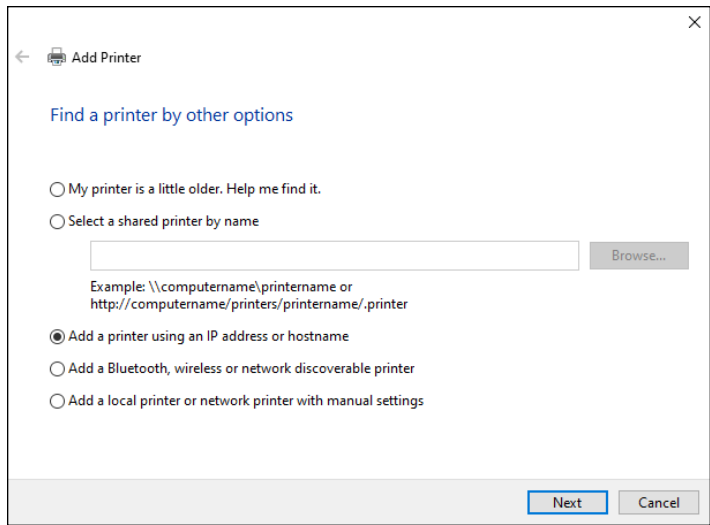 Add Printer
Find a printer by other options
My printer is a little older. Help me find it.
Select a shared printer by name
Browse...
Example: \\computername\printername or
http://computername/printers/printername/.printer
Add a printer using an IP address or hostname
Add a Bluetooth, wireless or network discoverable printer
Add a local printer or network printer with manual settings
Next Cancel